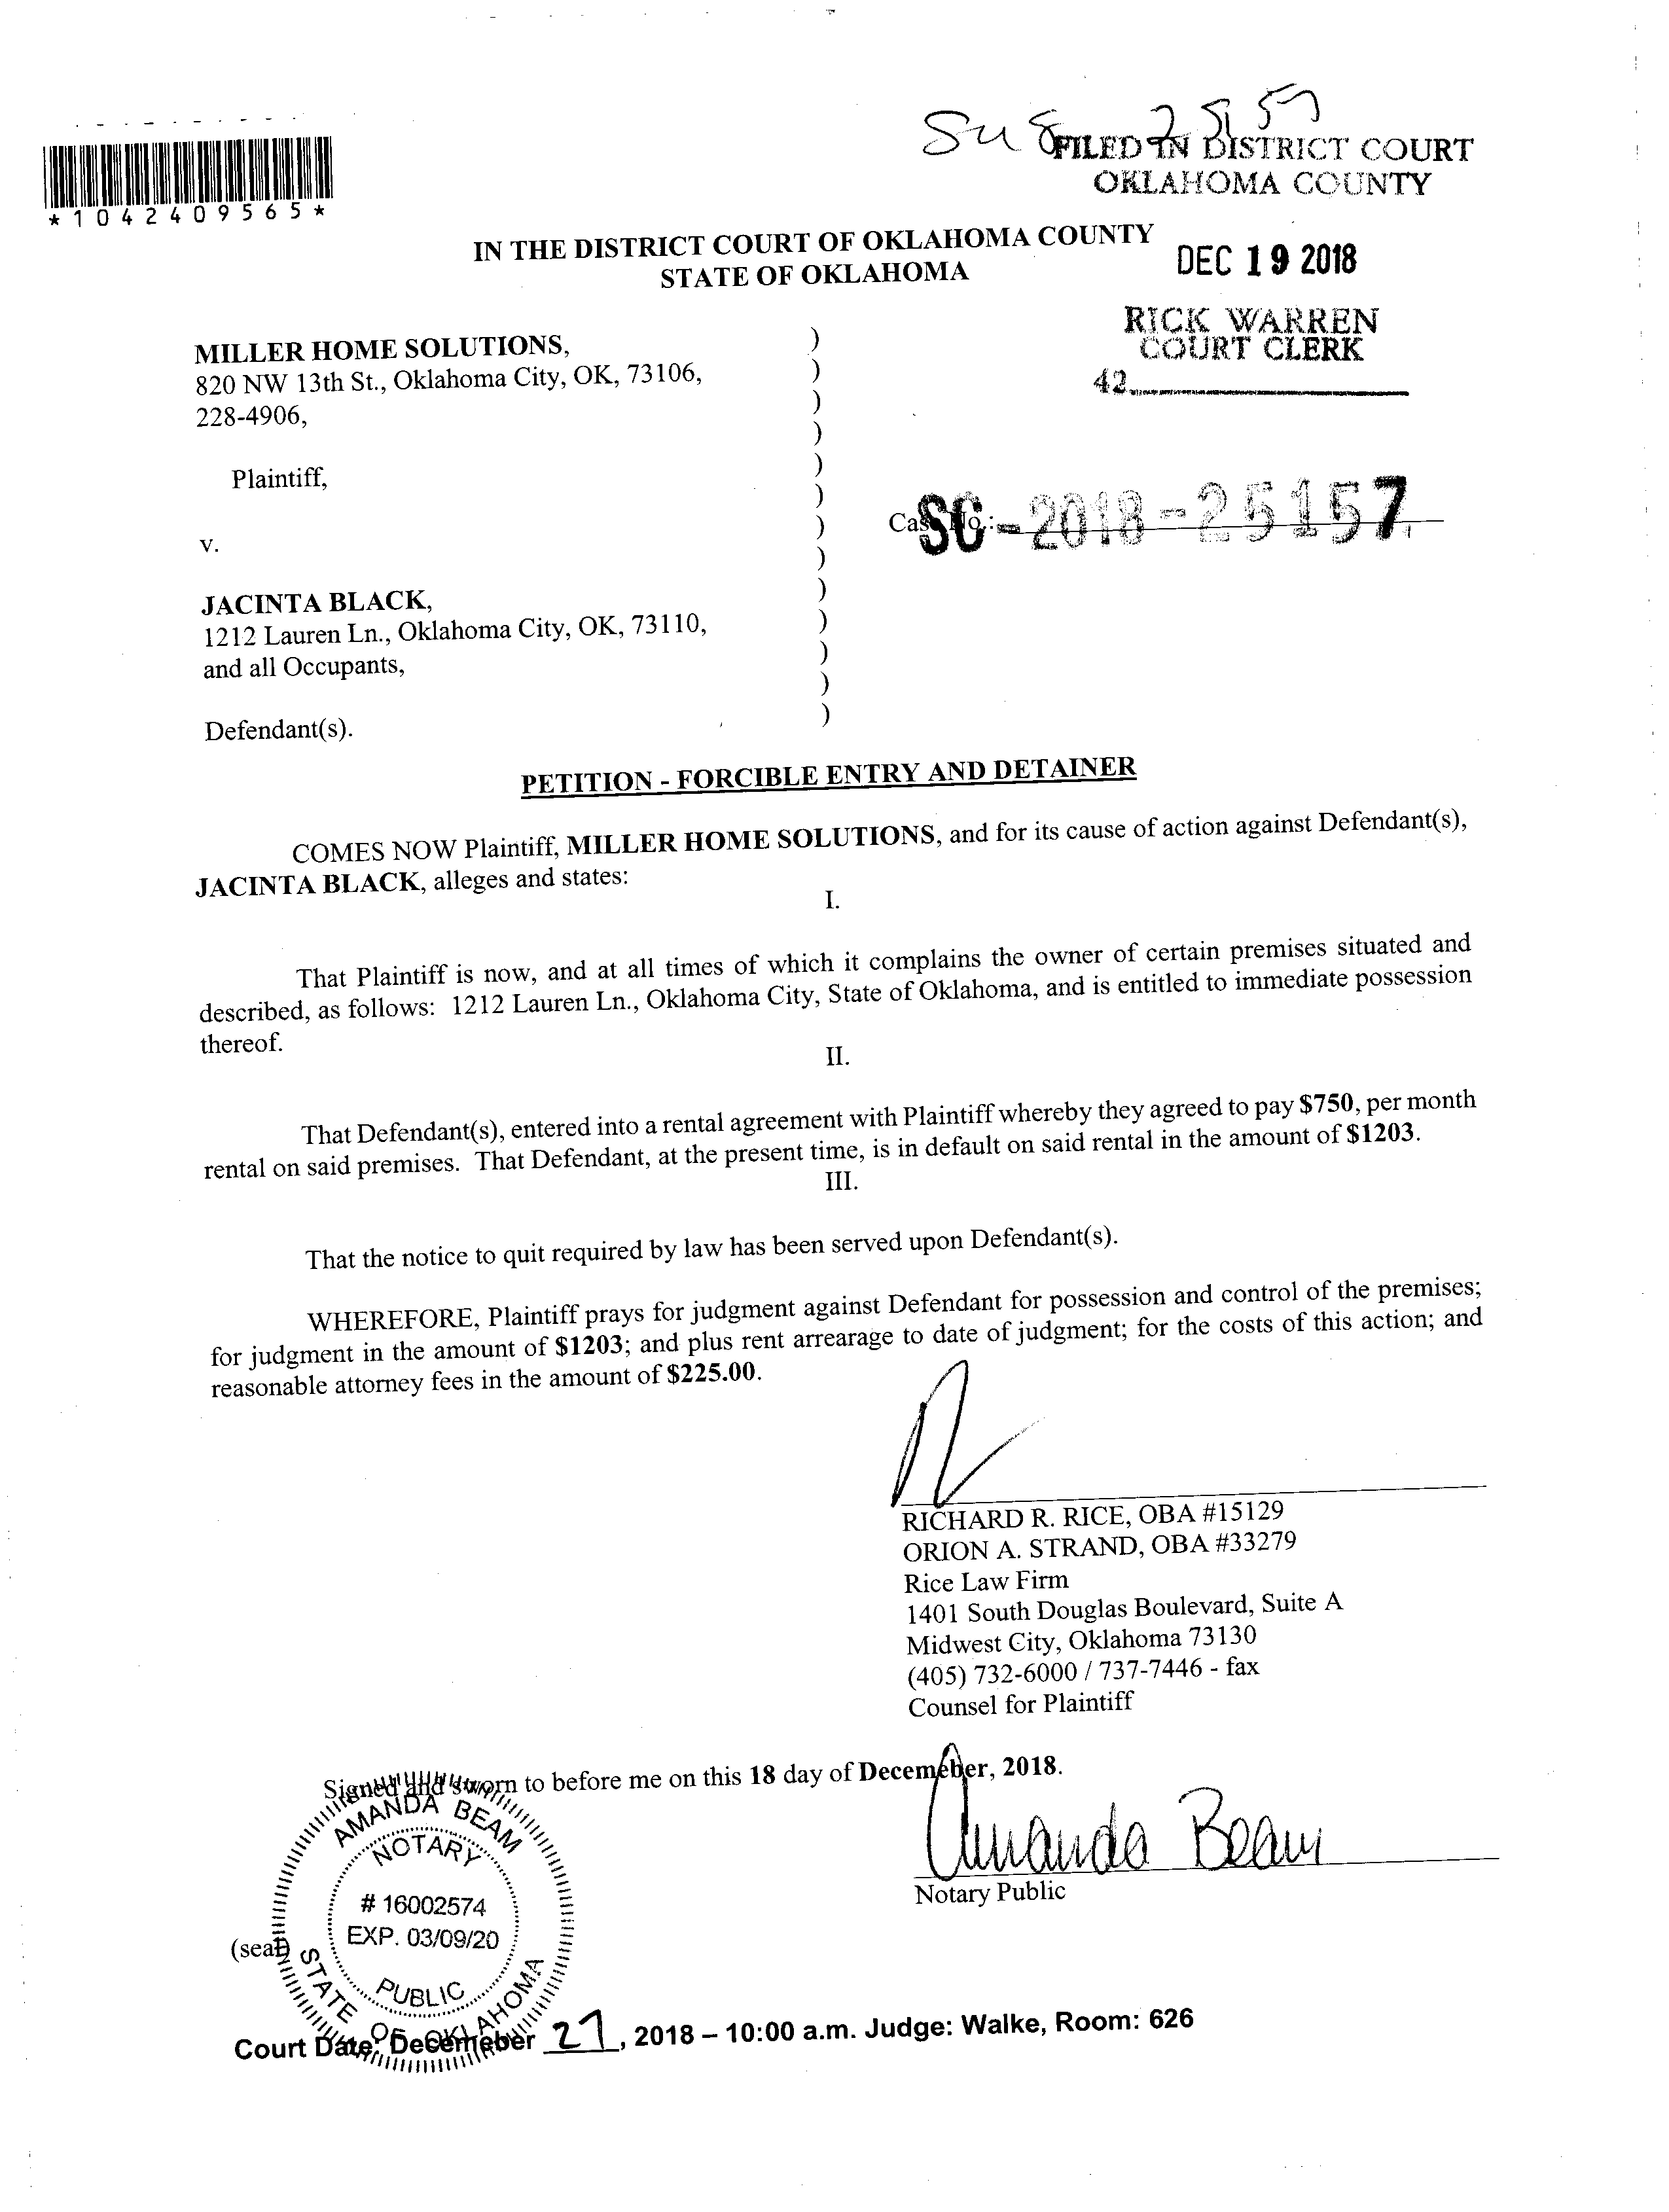 *1042409565*
FILED IN DISTRICT COURT
OKLAHOMA COUNTY
IN THE DISTRICT COURT OF OKLAHOMA COUNTY
STATE OF OKLAHOMA
DEC 19 2018
RICK WARREN
COURT CLERK
42
MILLER HOME SOLUTIONS, )
820 NW 13th St., Oklahoma City, OK, 73106, )
228-4906, )
)
Plaintiff, )
)
Case No.: SC-2018-25157
v. )
)
JACINTA BLACK, )
1212 Lauren Ln., Oklahoma City, OK, 73110, )
and all Occupants, )
)
Defendant(s). )
PETITION - FORCIBLE ENTRY AND DETAINER
COMES NOW Plaintiff, MILLER HOME SOLUTIONS, and for its cause of action against Defendant(s),
JACINTA BLACK, alleges and states:
I.
That Plaintiff is now, and at all times of which it complains the owner of certain premises situated and
described, as follows: 1212 Lauren Ln., Oklahoma City, State of Oklahoma, and is entitled to immediate possession
thereof.
II.
That Defendant(s), entered into a rental agreement with Plaintiff whereby they agreed to pay $750, per month
rental on said premises. That Defendant, at the present time, is in default on said rental in the amount of $1203.
III.
That the notice to quit required by law has been served upon Defendant(s).
WHEREFORE, Plaintiff prays for judgment against Defendant for possession and control of the premises;
for judgment in the amount of $1203; and plus rent arrearage to date of judgment; for the costs of this action; and
reasonable attorney fees in the amount of $225.00.
RICHARD R. RICE, OBA #15129
ORION A. STRAND, OBA #33279
Rice Law Firm
1401 South Douglas Boulevard, Suite A
Midwest City, Oklahoma 73130
(405) 732-6000 / 737-7446 - fax
Counsel for Plaintiff
Signed and sworn to before me on this 18 day of Decemeber, 2018.
Amanda Beam
Notary Public
AMANDA BEAM
NOTARY
# 16002574
EXP. 03/09/20
PUBLIC
STATE OF OKLAHOMA
(seal)
Court Date: Decemeber 27, 2018 – 10:00 a.m. Judge: Walke, Room: 626